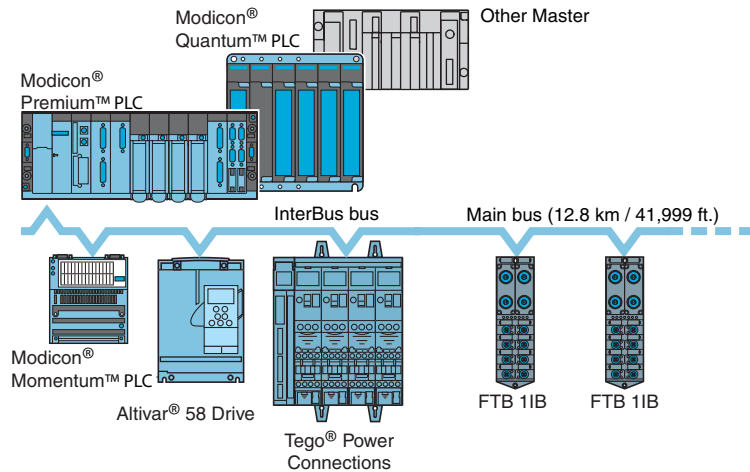 Modicon®
Quantum™ PLC
Other Master
Modicon®
Premium™ PLC
InterBus bus
Main bus (12.8 km / 41,999 ft.)
Modicon®
Momentum™ PLC
Altivar® 58 Drive
Tego® Power
Connections
FTB 1IB
FTB 1IB